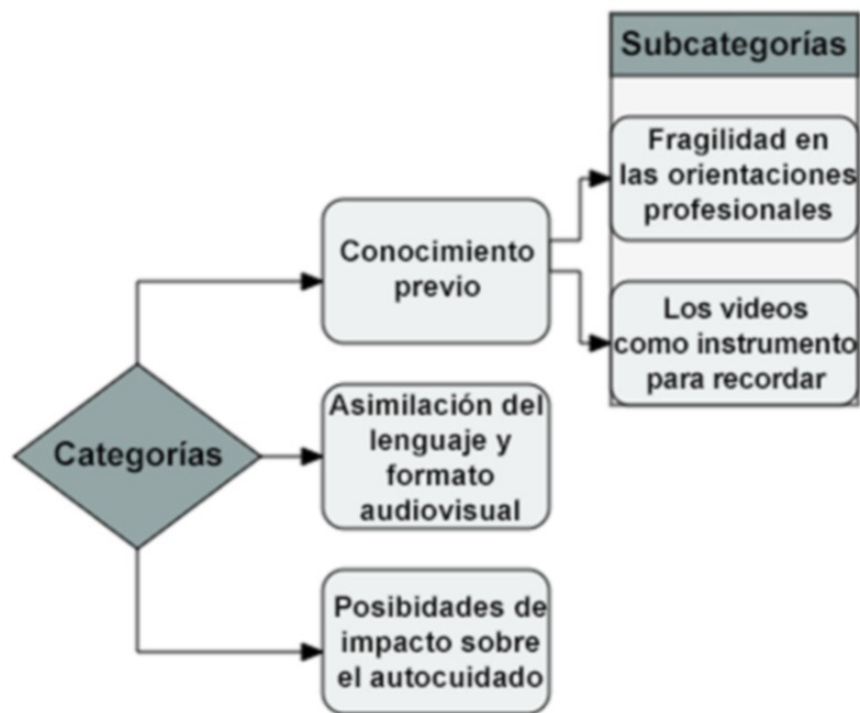 Subcategorías
Fragilidad en
las orientaciones
profesionales
Conocimiento
previo
Los videos
como instrumento
para recordar
Categorías
Asimilación del
lenguaje y
formato
audiovisual
Posibidades de
impacto sobre
el autocuidado